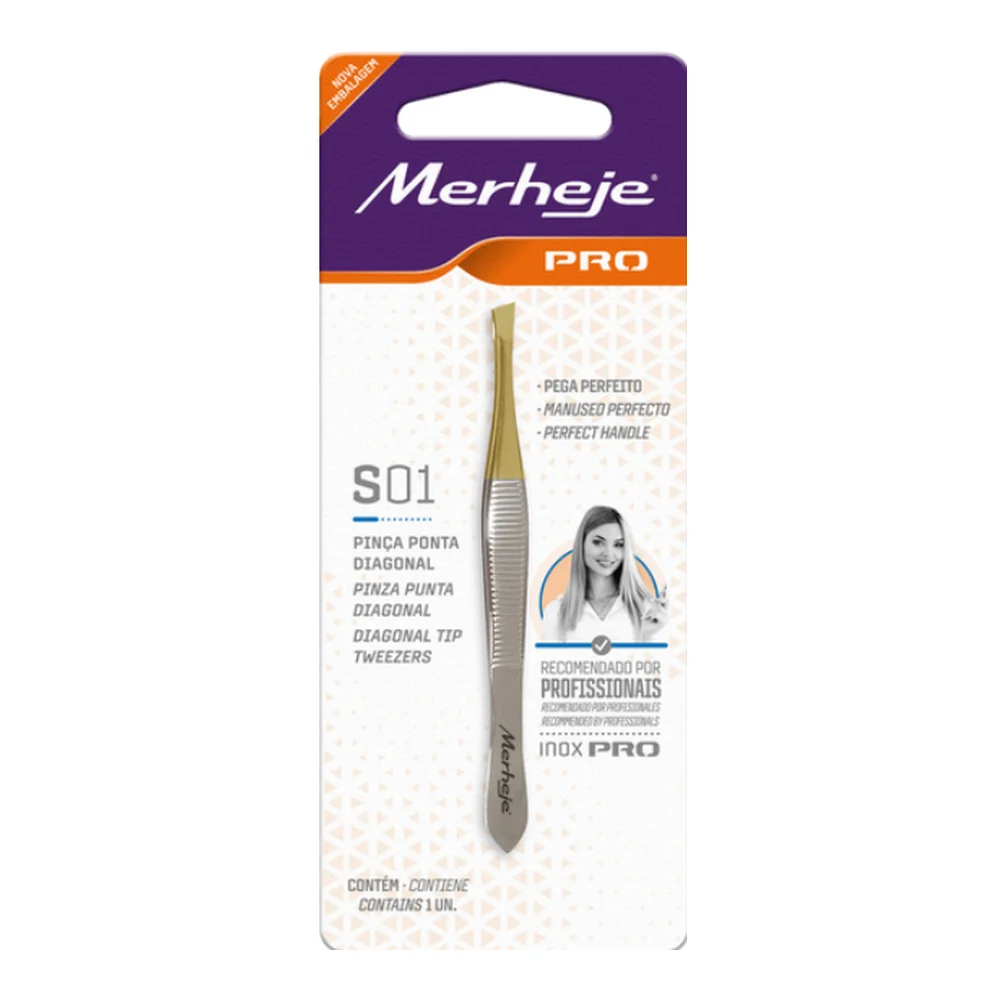 NOVA
EMBALAGEM
Merheje®
PRO
• PEGA PERFEITO
• MANUSEO PERFECTO
• PERFECT HANDLE
S01
PINÇA PONTA
DIAGONAL
PINZA PUNTA
DIAGONAL
DIAGONAL TIP
TWEEZERS
RECOMENDADO POR
PROFISSIONAIS
RECOMENDADO POR PROFESIONALES
RECOMMENDED BY PROFESSIONALS
INOX PRO
Merheje®
CONTÉM • CONTIENE
CONTAINS 1 UN.